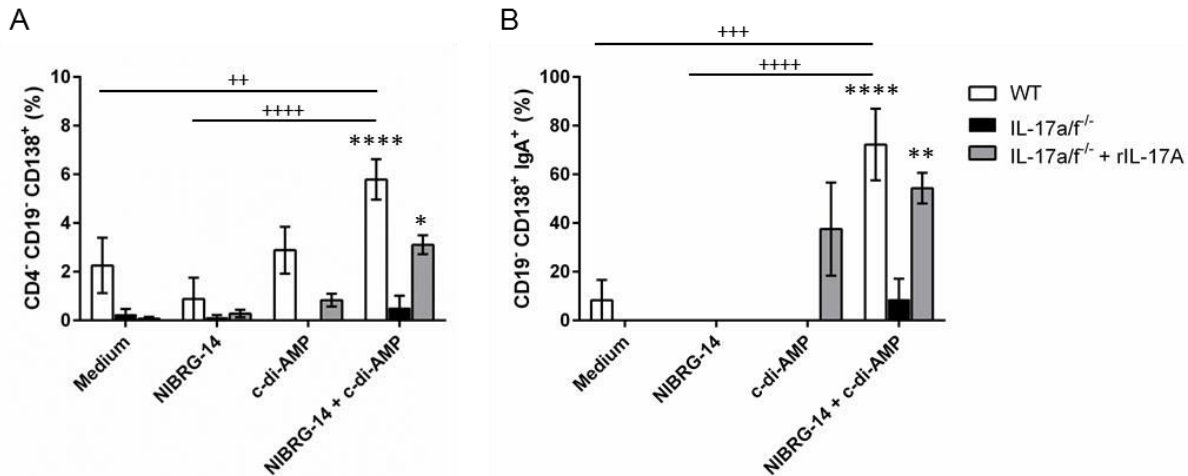 A
CD4⁻ CD19⁻ CD138⁺ (%)
10
8
6
4
2
0
++
++++
****
*
Medium
NIBRG-14
c-di-AMP
NIBRG-14 + c-di-AMP
B
CD19⁻ CD138⁺ IgA⁺ (%)
100
80
60
40
20
0
+++
++++
****
**
Medium
NIBRG-14
c-di-AMP
NIBRG-14 + c-di-AMP
WT
IL-17a/f⁻/⁻
IL-17a/f⁻/⁻ + rIL-17A